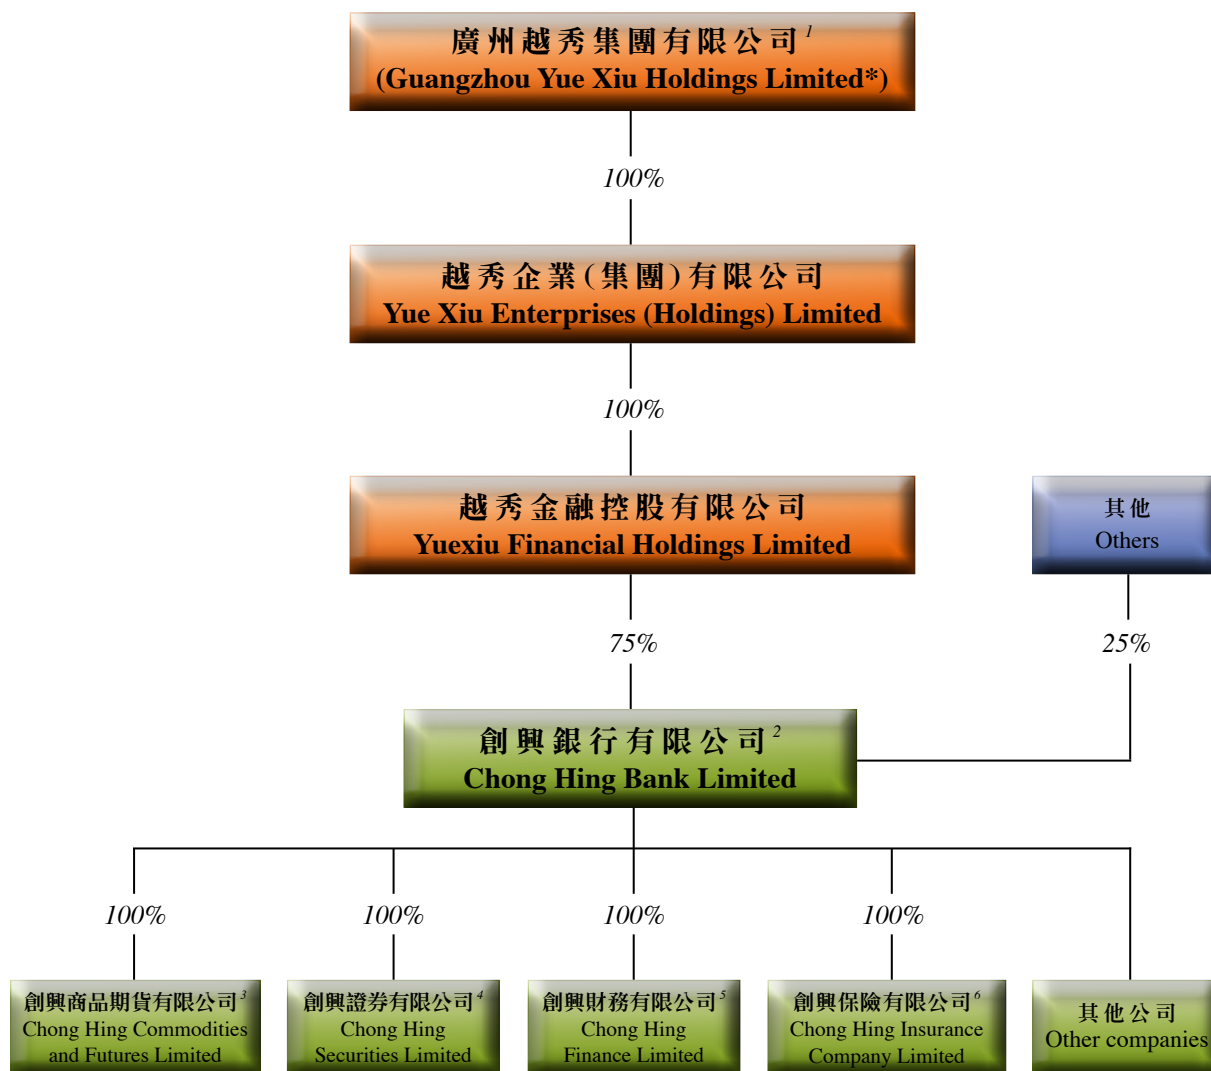 廣州越秀集團有限公司1
(Guangzhou Yue Xiu Holdings Limited*)
100%
越秀企業(集團)有限公司
Yue Xiu Enterprises (Holdings) Limited
100%
越秀金融控股有限公司
Yuexiu Financial Holdings Limited
其他
Others
75%
25%
創興銀行有限公司2
Chong Hing Bank Limited
100%
100%
100%
100%
創興商品期貨有限公司3
Chong Hing Commodities
and Futures Limited
創興證券有限公司4
Chong Hing
Securities Limited
創興財務有限公司5
Chong Hing
Finance Limited
創興保險有限公司6
Chong Hing Insurance
Company Limited
其他公司
Other companies